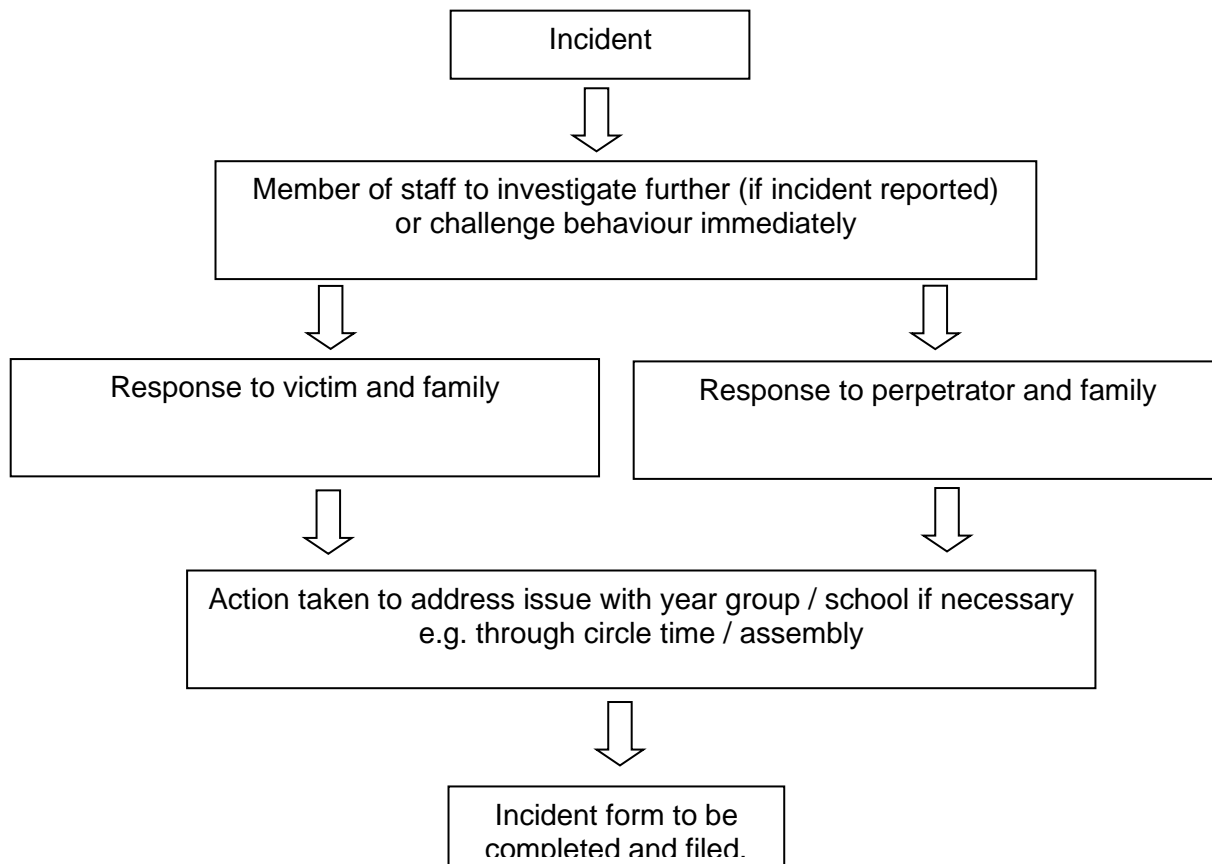 Incident
Member of staff to investigate further (if incident reported)
or challenge behaviour immediately
Response to victim and family
Response to perpetrator and family
Action taken to address issue with year group / school if necessary
e.g. through circle time / assembly
Incident form to be
completed and filed.